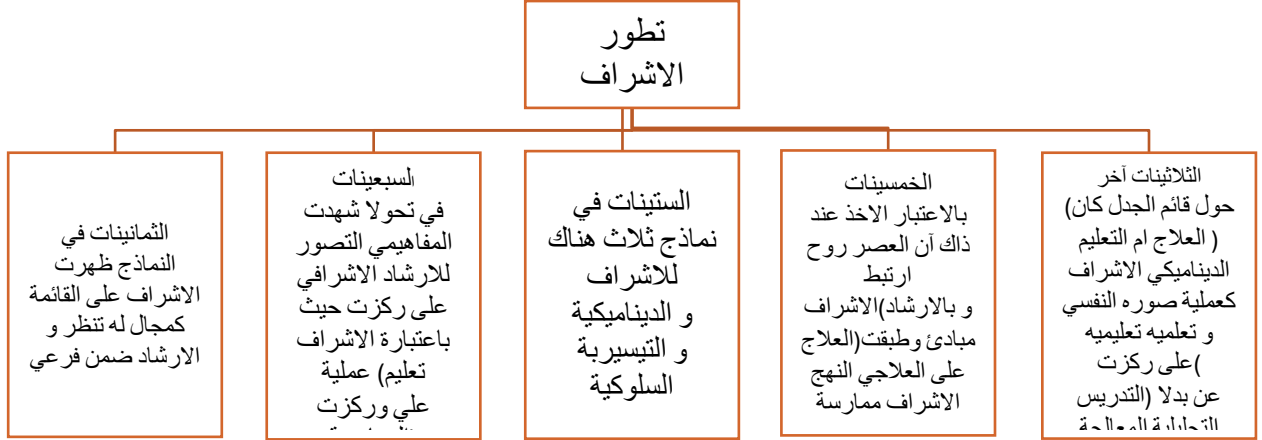 تطور
الاشراف
الثلاثينات آخر
حول قائم الجدل كان)
( العلاج ام التعليم
الديناميكي الاشراف
كعملية صوره النفسي
و تعلميه تعليميه
)على ركزت
عن بدلا (التدريس
التحليلية المعالجة
الخمسينات
بالاعتبار الاخذ عند
ذاك آن العصر روح
ارتبط
و بالارشاد)الاشراف
مبادئ وطبقت(العلاج
على العلاجي النهج
الاشراف ممارسة
الستينات في
نماذج ثلاث هناك
للاشراف
و الديناميكية
و التيسيرية
السلوكية
السبعينات
في تحولا شهدت
المفاهيمي التصور
للارشاد الاشرافي
على ركزت حيث
باعتبارة الاشراف
تعليم) عملية
علي وركزت
الثمانينات في
النماذج ظهرت
الاشراف على القائمة
كمجال له تنظر و
الارشاد ضمن فرعي